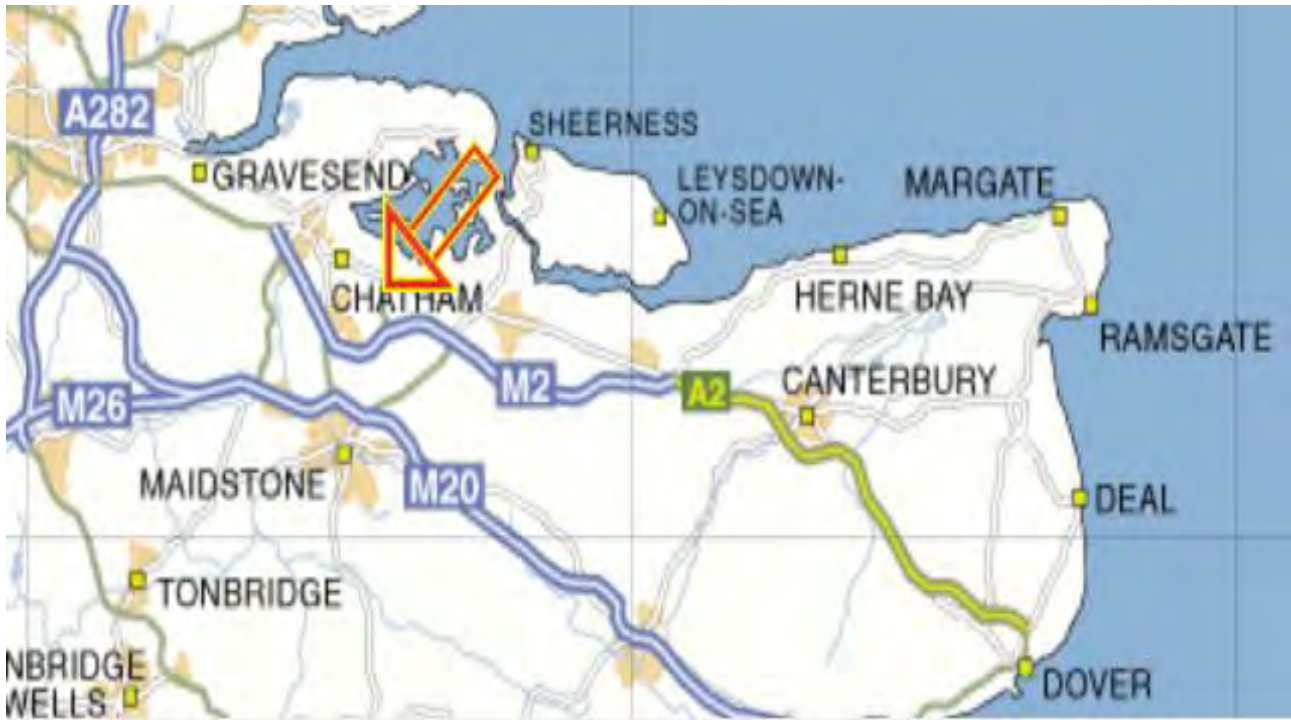 A282
SHEERNESS
GRAVESEND
LEYSDOWN-
ON-SEA
MARGATE
CHATHAM
HERNE BAY
RAMSGATE
M26
M2
A2
CANTERBURY
MAIDSTONE
M20
DEAL
TONBRIDGE
NBRIDGE
WELLS
DOVER